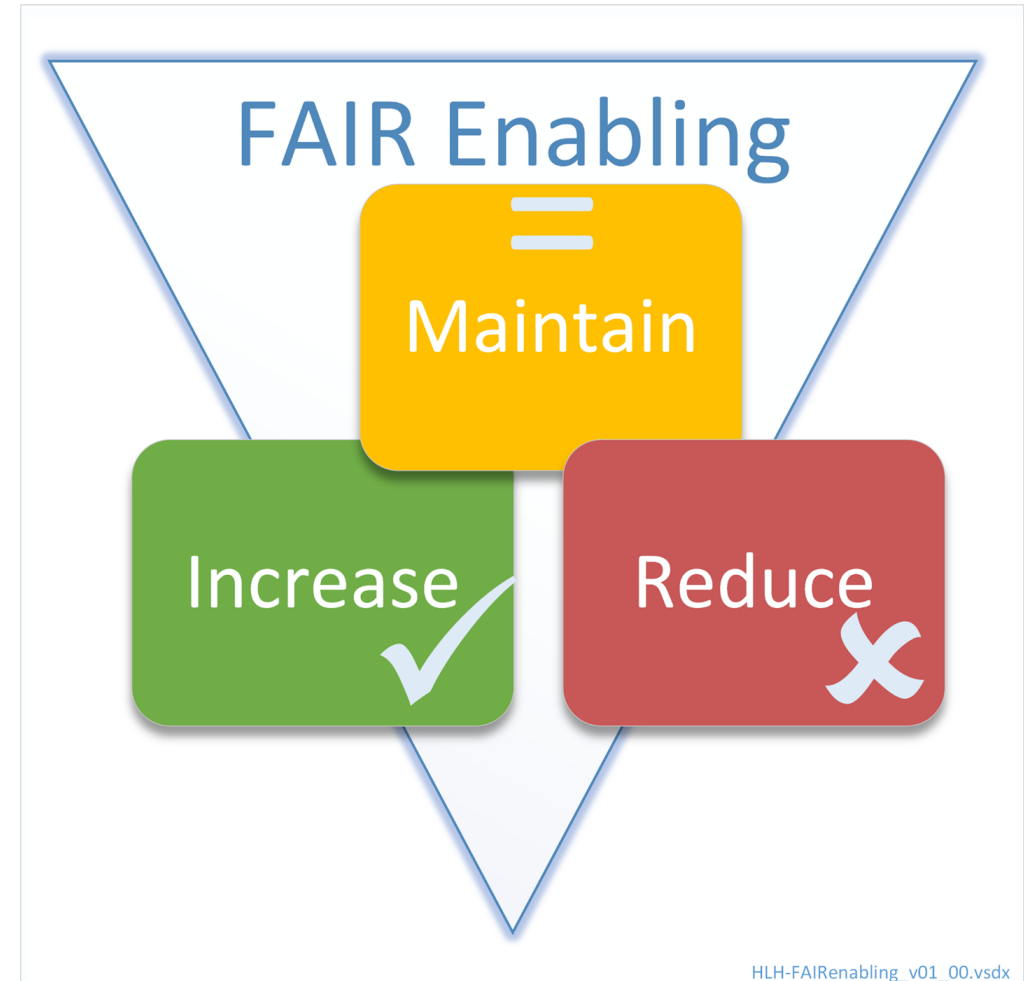 FAIR Enabling
Maintain
Increase
Reduce
HLH-FAIRenabling_v01_00.vsdx